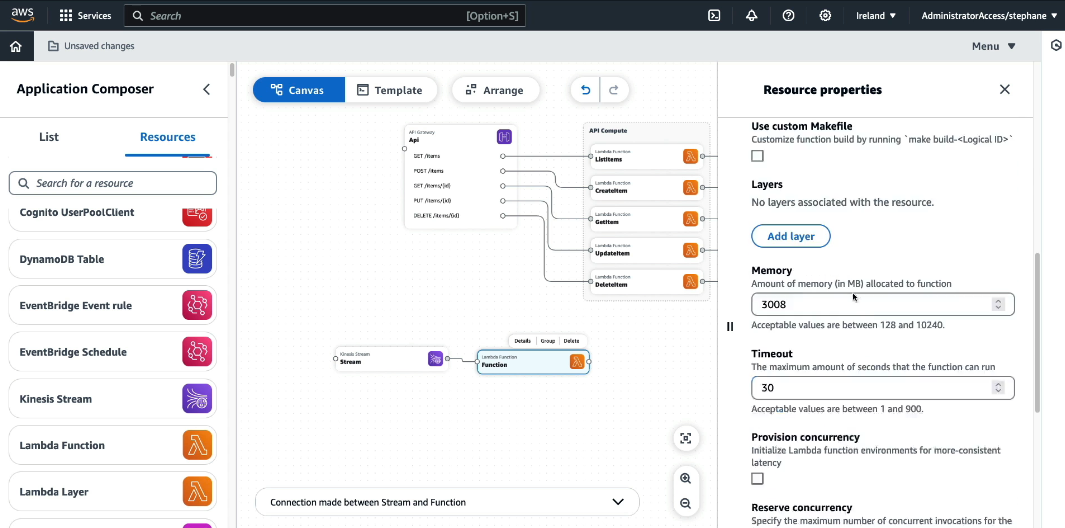 aws
Services
Search
[Option+S]
Ireland
AdministratorAccess/stephane
Unsaved changes
Menu
Application Composer
List
Resources
Search for a resource
Cognito UserPoolClient
DynamoDB Table
EventBridge Event rule
EventBridge Schedule
Kinesis Stream
Lambda Function
Lambda Layer
Canvas
Template
Arrange
API Gateway
Api
GET /items
POST /items
GET /items/{id}
PUT /items/{id}
DELETE /items/{id}
API Compute
Lambda Function
ListItems
Lambda Function
CreateItem
Lambda Function
GetItem
Lambda Function
UpdateItem
Lambda Function
DeleteItem
Details
Group
Delete
Kinesis Stream
Stream
Lambda Function
Function
Connection made between Stream and Function
Resource properties
Use custom Makefile
Customize function build by running `make build-<Logical ID>`
Layers
No layers associated with the resource.
Add layer
Memory
Amount of memory (in MB) allocated to function
3008
Acceptable values are between 128 and 10240.
Timeout
The maximum amount of seconds that the function can run
30
Acceptable values are between 1 and 900.
Provision concurrency
Initialize Lambda function environments for more-consistent
latency
Reserve concurrency
Specify the maximum number of concurrent invocations for the